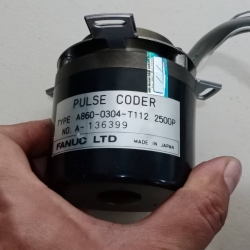 PULSE CODER
TYPE A860-0304-T112 2500P
NO. A-136399
FANUC LTD MADE IN JAPAN